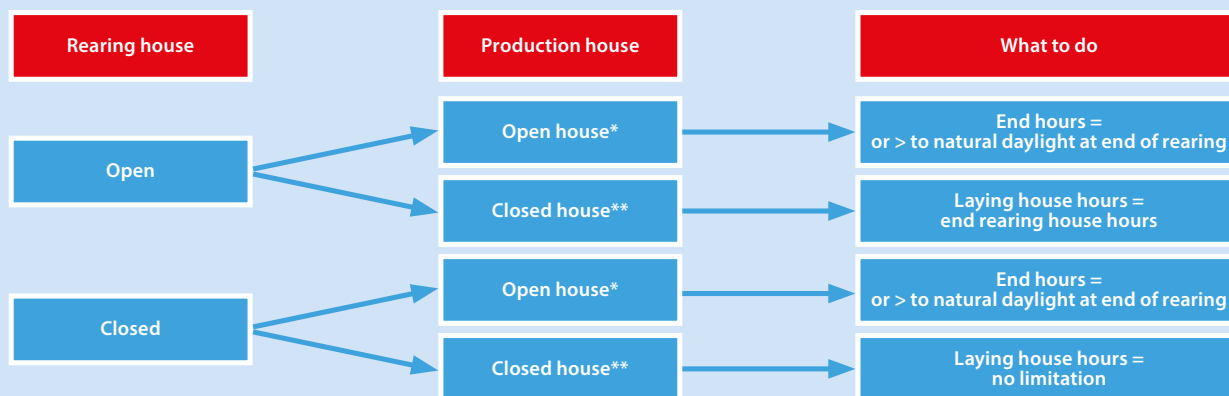 Rearing house
Production house
What to do
Open
Open house*
End hours =
or > to natural daylight at end of rearing
Closed house**
Laying house hours =
end rearing house hours
Closed
Open house*
End hours =
or > to natural daylight at end of rearing
Closed house**
Laying house hours =
no limitation